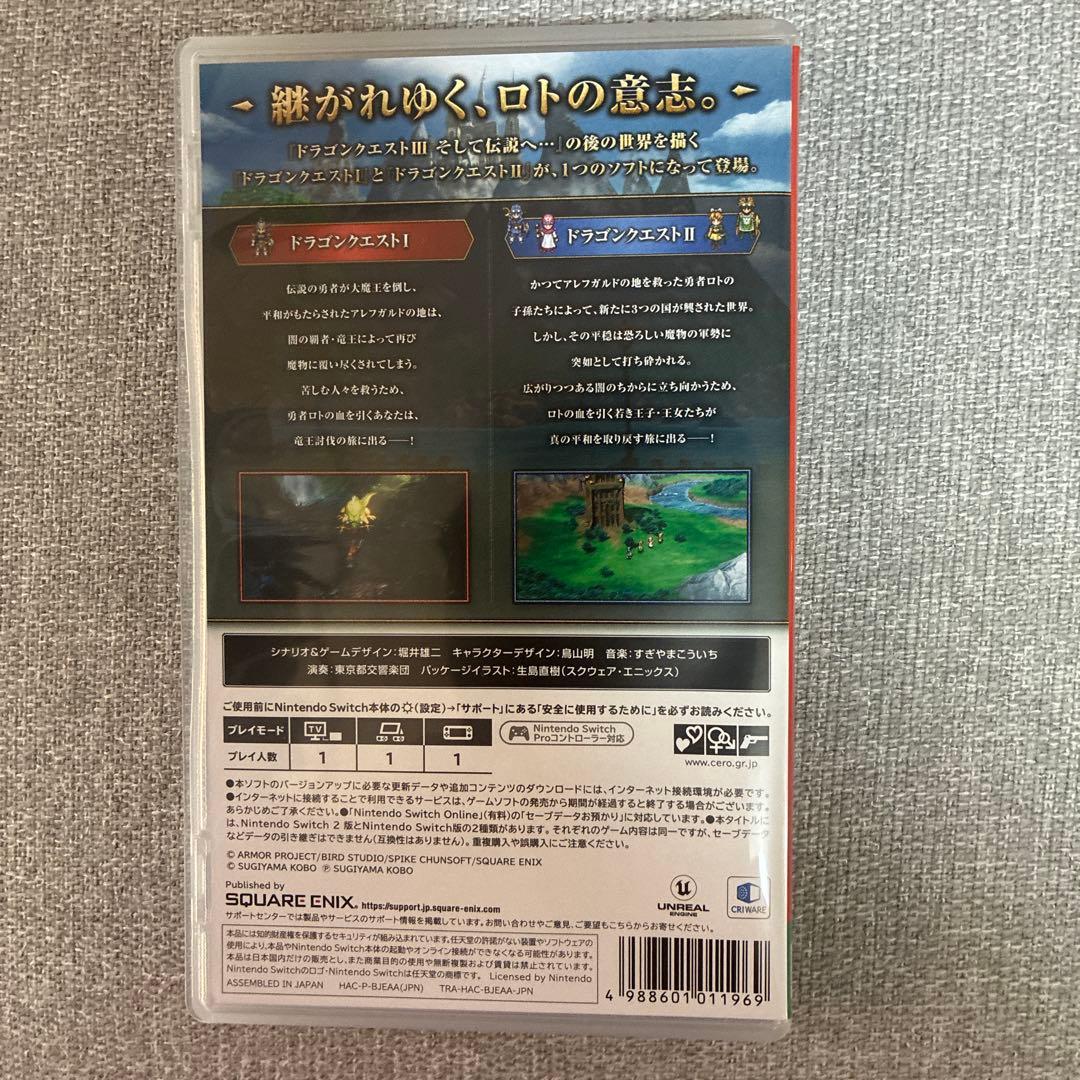 継がれゆく、ロトの意志。
『ドラゴンクエストIII そして伝説へ…』の後の世界を描く
『ドラゴンクエストI』と『ドラゴンクエストII』が、1つのソフトになって登場。
ドラゴンクエストI
伝説の勇者が大魔王を倒し、
平和がもたらされたアレフガルドの地は、
闇の覇者・竜王によって再び
魔物に覆い尽くされてしまう。
苦しむ人々を救うため、
勇者ロトの血を引くあなたは、
竜王討伐の旅に出る――!
ドラゴンクエストII
かつてアレフガルドの地を救った勇者ロトの
子孫たちによって、新たに3つの国が興された世界。
しかし、その平穏は恐ろしい魔物の軍勢に
突如として打ち砕かれる。
広がりつつある闇のちからに立ち向かうため、
ロトの血を引く若き王子・王女たちが
真の平和を取り戻す旅に出る――!
シナリオ&ゲームデザイン:堀井雄二 キャラクターデザイン:鳥山明 音楽:すぎやまこういち
演奏:東京都交響楽団 パッケージイラスト:生島直樹(スクウェア・エニックス)
ご使用前にNintendo Switch本体の(設定)→「サポート」にある「安全に使用するために」を必ずお読みください。
プレイモード TV
Nintendo Switch
Proコントローラー対応
プレイ人数 1 1 1
www.cero.gr.jp
●本ソフトのバージョンアップに必要な更新データや追加コンテンツのダウンロードには、インターネット接続環境が必要です。
●インターネットに接続することで利用できるサービスは、ゲームソフトの発売から期間が経過すると終了する場合がございます。
あらかじめご了承ください。●「Nintendo Switch Online」(有料)の「セーブデータお預かり」に対応しています。●本タイトルに
は、Nintendo Switch 2 版とNintendo Switch版の2種類があります。それぞれのゲーム内容は同一ですが、セーブデータ
などデータの引き継ぎはできません(互換性はありません)。重複購入や誤購入にご注意ください。
© ARMOR PROJECT/BIRD STUDIO/SPIKE CHUNSOFT/SQUARE ENIX
© SUGIYAMA KOBO ℗ SUGIYAMA KOBO
Published by
SQUARE ENIX. https://support.jp.square-enix.com
サポートセンターでは製品やサービスのサポート情報を掲載しています。お問い合わせやご意見、ご要望もこちらからお寄せください。
UNREAL
ENGINE
CRIWARE
本品には知的財産権を保護するセキュリティが組み込まれています。任天堂の許諾がない装置やソフトウェアの
使用により、本品やNintendo Switch本体の起動やオンライン接続ができなくなる可能性があります。
本品は日本国内だけの販売とし、また商業目的の使用や無断複製および賃貸は禁止されています。
Nintendo Switchのロゴ・Nintendo Switchは任天堂の商標です。 Licensed by Nintendo
ASSEMBLED IN JAPAN HAC-P-BJEAA(JPN) TRA-HAC-BJEAA-JPN
4 988601 011969